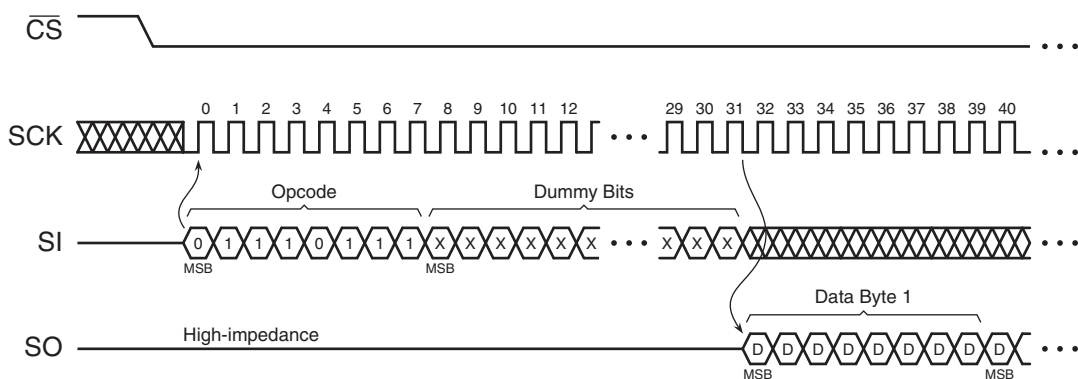 CS
0 1 2 3 4 5 6 7 8 9 10 11 12 29 30 31 32 33 34 35 36 37 38 39 40
SCK
Opcode Dummy Bits
SI 0 1 1 1 0 1 1 1 X X X X X X X X X
MSB MSB
Data Byte 1
High-impedance
SO D D D D D D D D D
MSB MSB